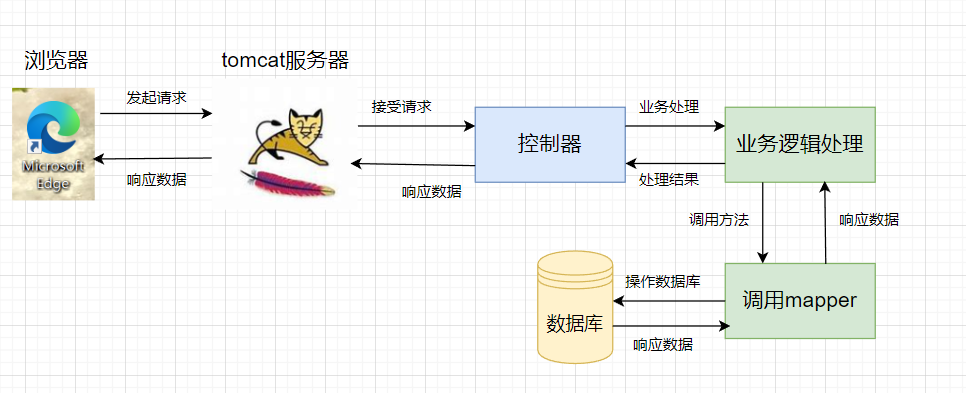 浏览器
tomcat服务器
发起请求
接受请求
业务处理
控制器
业务逻辑处理
Microsoft
Edge
响应数据
响应数据
处理结果
调用方法
响应数据
操作数据库
调用mapper
数据库
响应数据